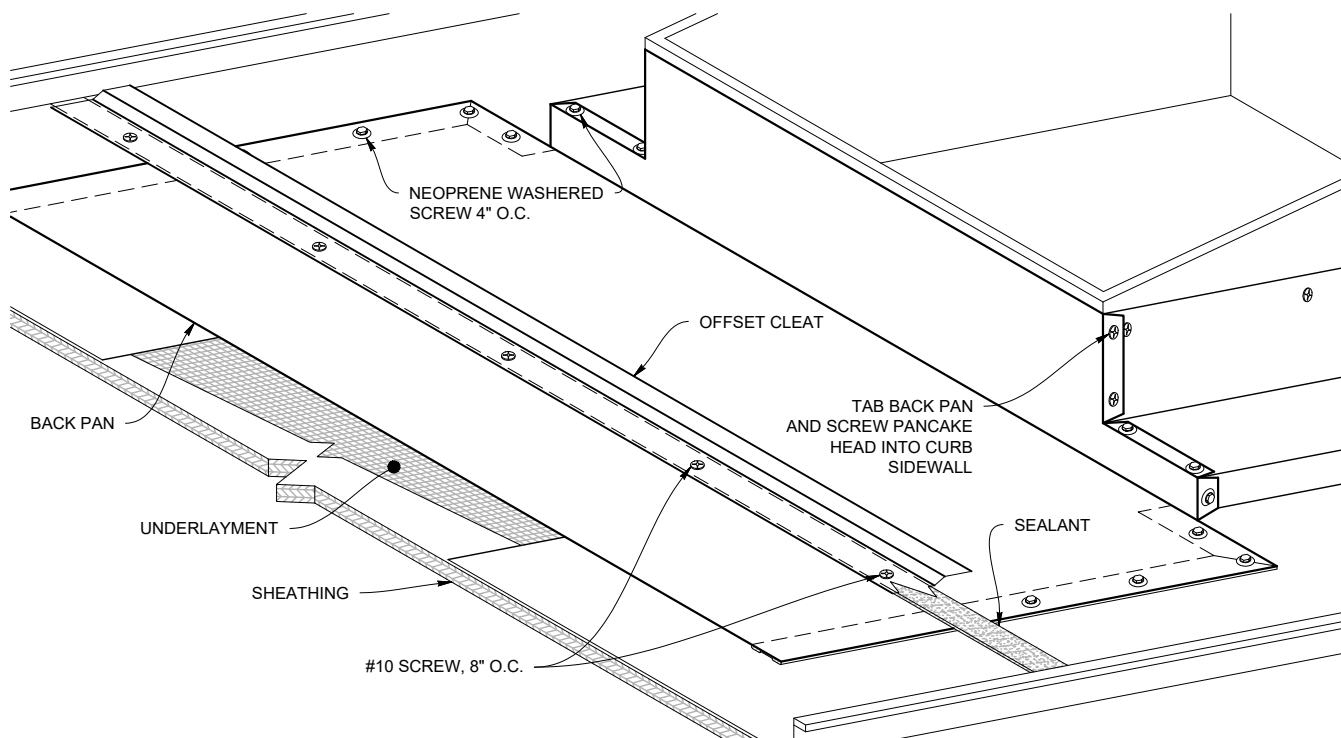 NEOPRENE WASHERED
SCREW 4" O.C.
OFFSET CLEAT
TAB BACK PAN
AND SCREW PANCAKE
HEAD INTO CURB
SIDEWALL
BACK PAN
UNDERLAYMENT
SEALANT
SHEATHING
#10 SCREW, 8" O.C.